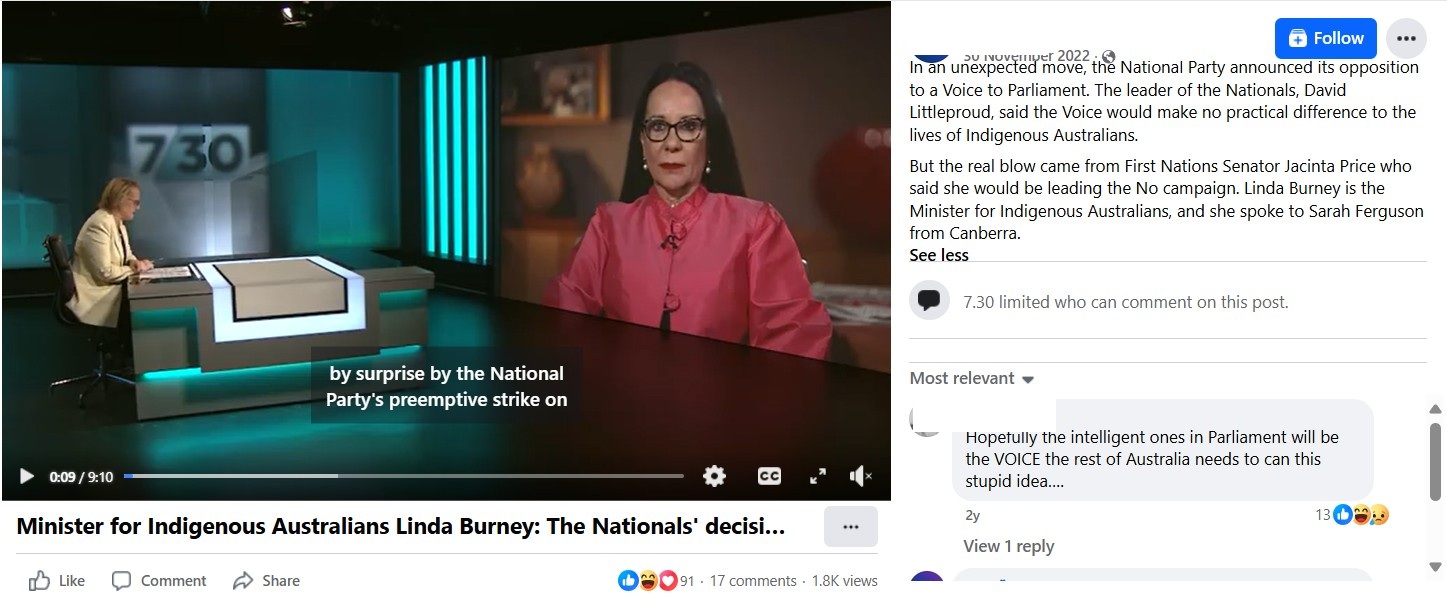 7 30
by surprise by the National
Party's preemptive strike on
0:09 / 9:10
CC
Minister for Indigenous Australians Linda Burney: The Nationals' decisi...
Like
Comment
Share
91 · 17 comments · 1.8K views
Follow
30 November 2022 ·
In an unexpected move, the National Party announced its opposition
to a Voice to Parliament. The leader of the Nationals, David
Littleproud, said the Voice would make no practical difference to the
lives of Indigenous Australians.
But the real blow came from First Nations Senator Jacinta Price who
said she would be leading the No campaign. Linda Burney is the
Minister for Indigenous Australians, and she spoke to Sarah Ferguson
from Canberra.
See less
7.30 limited who can comment on this post.
Most relevant
Hopefully the intelligent ones in Parliament will be
the VOICE the rest of Australia needs to can this
stupid idea....
2y
13
View 1 reply